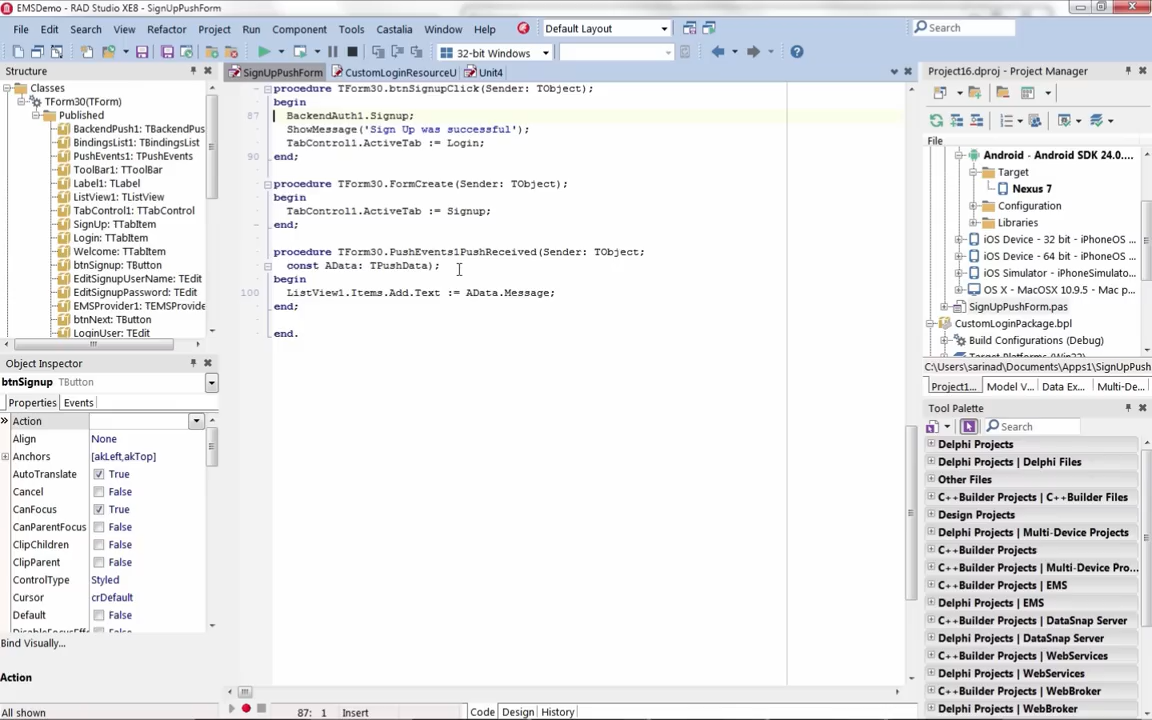 EMSDemo - RAD Studio XE8 - SignUpPushForm
File Edit Search View Refactor Project Run Component Tools Castalia Window Help Default Layout Search
32-bit Windows
Structure
Classes
TForm30(TForm)
Published
BackendPush1: TBackendPus
BindingsList1: TBindingsList
PushEvents1: TPushEvents
ToolBar1: TToolBar
Label1: TLabel
ListView1: TListView
TabControl1: TTabControl
SignUp: TTabItem
Login: TTabItem
Welcome: TTabItem
btnSignup: TButton
EditSignupUserName: TEdit
EditSignupPassword: TEdit
EMSProvider1: TEMSProvide
btnNext: TButton
LoginUser: TEdit
Object Inspector
btnSignup TButton
Properties Events
Action
Align None
Anchors [akLeft,akTop]
AutoTranslate True
Cancel False
CanFocus True
CanParentFocus False
ClipChildren False
ClipParent False
ControlType Styled
Cursor crDefault
Default False
Bind Visually...
Action
All shown
SignUpPushForm CustomLoginResourceU Unit4
procedure TForm30.btnSignupClick(Sender: TObject);
begin
87 BackendAuth1.Signup;
ShowMessage('Sign Up was successful');
TabControl1.ActiveTab := Login;
90 end;
procedure TForm30.FormCreate(Sender: TObject);
begin
TabControl1.ActiveTab := Signup;
end;
procedure TForm30.PushEvents1PushReceived(Sender: TObject;
const AData: TPushData);
begin
100 ListView1.Items.Add.Text := AData.Message;
end;
end.
87: 1 Insert Code Design History
Project16.dproj - Project Manager
File
Android - Android SDK 24.0....
Target
Nexus 7
Configuration
Libraries
iOS Device - 32 bit - iPhoneOS ...
iOS Device - 64 bit - iPhoneOS ...
iOS Simulator - iPhoneSimulato...
OS X - MacOSX 10.9.5 - Mac p...
SignUpPushForm.pas
CustomLoginPackage.bpl
Build Configurations (Debug)
Target Platforms (Win32)
C:\Users\sarinad\Documents\Apps1\SignUpPush
Project1... Model V... Data Ex... Multi-De...
Tool Palette
Search
Delphi Projects
Delphi Projects | Delphi Files
Other Files
C++Builder Projects | C++Builder Files
Design Projects
Delphi Projects | Multi-Device Projects
C++Builder Projects
C++Builder Projects | Multi-Device Pro...
C++Builder Projects | EMS
Delphi Projects | EMS
C++Builder Projects | DataSnap Server
Delphi Projects | DataSnap Server
C++Builder Projects | WebServices
Delphi Projects | WebServices
C++Builder Projects | WebBroker
Delphi Projects | WebBroker